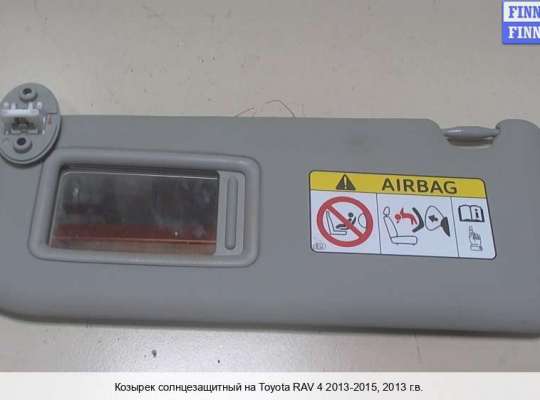 FINN
FINN
AIRBAG
Козырек солнцезащитный на Toyota RAV 4 2013-2015, 2013 г.в.